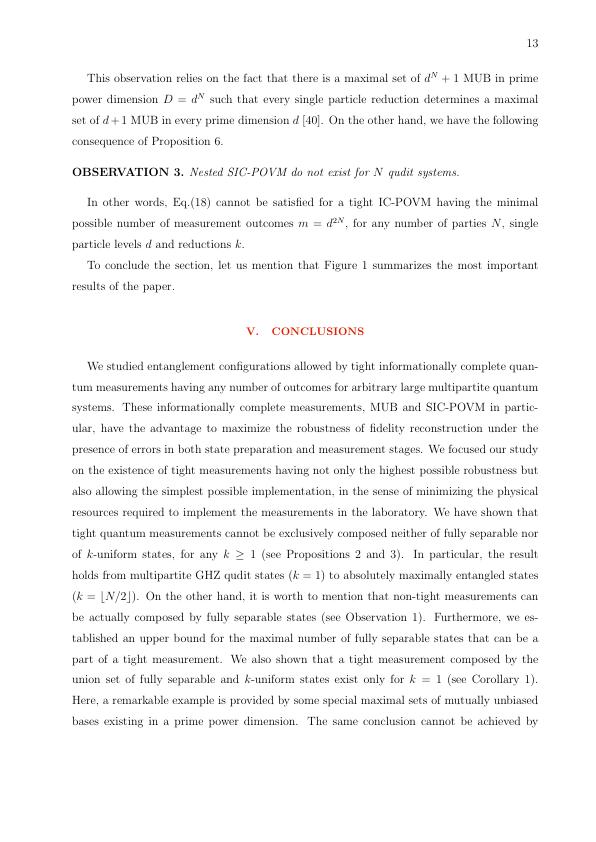 13
This observation relies on the fact that there is a maximal set of d^N + 1 MUB in prime
power dimension D = d^N such that every single particle reduction determines a maximal
set of d + 1 MUB in every prime dimension d [40]. On the other hand, we have the following
consequence of Proposition 6.
OBSERVATION 3. Nested SIC-POVM do not exist for N qudit systems.
In other words, Eq.(18) cannot be satisfied for a tight IC-POVM having the minimal
possible number of measurement outcomes m = d^{2N}, for any number of parties N, single
particle levels d and reductions k.
To conclude the section, let us mention that Figure 1 summarizes the most important
results of the paper.
V. CONCLUSIONS
We studied entanglement configurations allowed by tight informationally complete quan-
tum measurements having any number of outcomes for arbitrary large multipartite quantum
systems. These informationally complete measurements, MUB and SIC-POVM in partic-
ular, have the advantage to maximize the robustness of fidelity reconstruction under the
presence of errors in both state preparation and measurement stages. We focused our study
on the existence of tight measurements having not only the highest possible robustness but
also allowing the simplest possible implementation, in the sense of minimizing the physical
resources required to implement the measurements in the laboratory. We have shown that
tight quantum measurements cannot be exclusively composed neither of fully separable nor
of k-uniform states, for any k ≥ 1 (see Propositions 2 and 3). In particular, the result
holds from multipartite GHZ qudit states (k = 1) to absolutely maximally entangled states
(k = ⌊N/2⌋). On the other hand, it is worth to mention that non-tight measurements can
be actually composed by fully separable states (see Observation 1). Furthermore, we es-
tablished an upper bound for the maximal number of fully separable states that can be a
part of a tight measurement. We also showed that a tight measurement composed by the
union set of fully separable and k-uniform states exist only for k = 1 (see Corollary 1).
Here, a remarkable example is provided by some special maximal sets of mutually unbiased
bases existing in a prime power dimension. The same conclusion cannot be achieved by